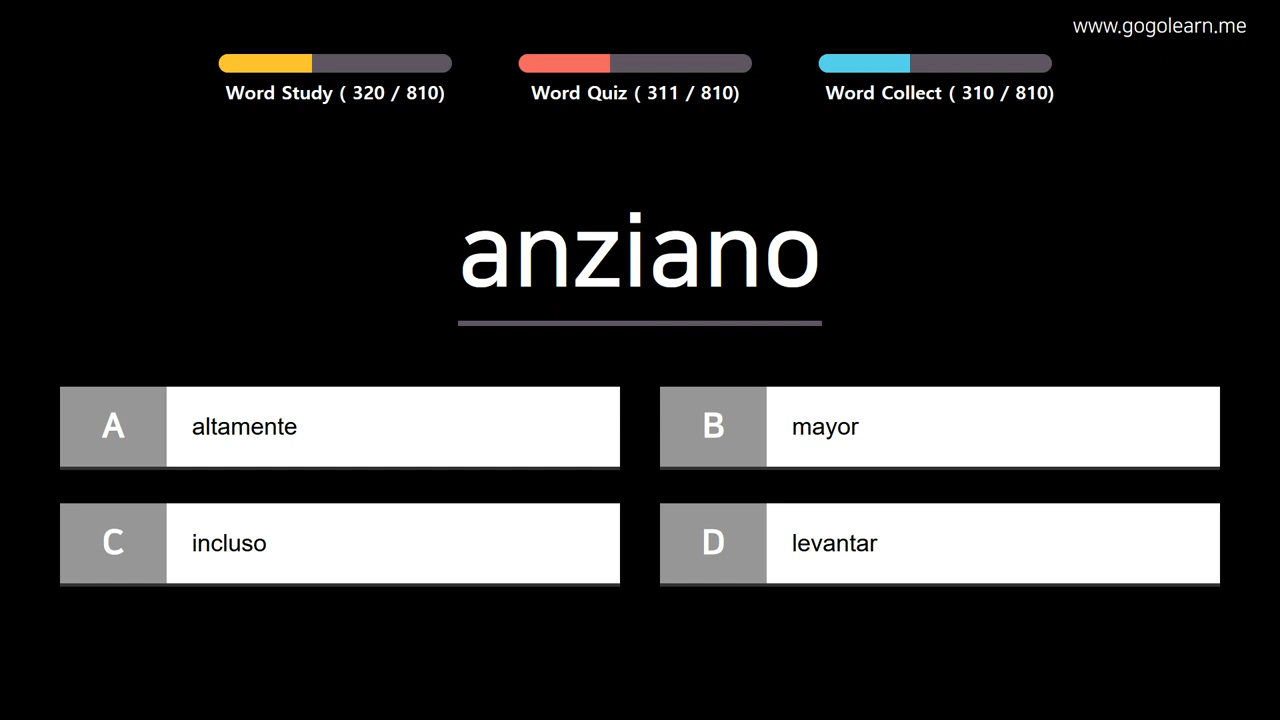 www.gogolearn.me
Word Study ( 320 / 810)
Word Quiz ( 311 / 810)
Word Collect ( 310 / 810)
anziano
A altamente
B mayor
C incluso
D levantar